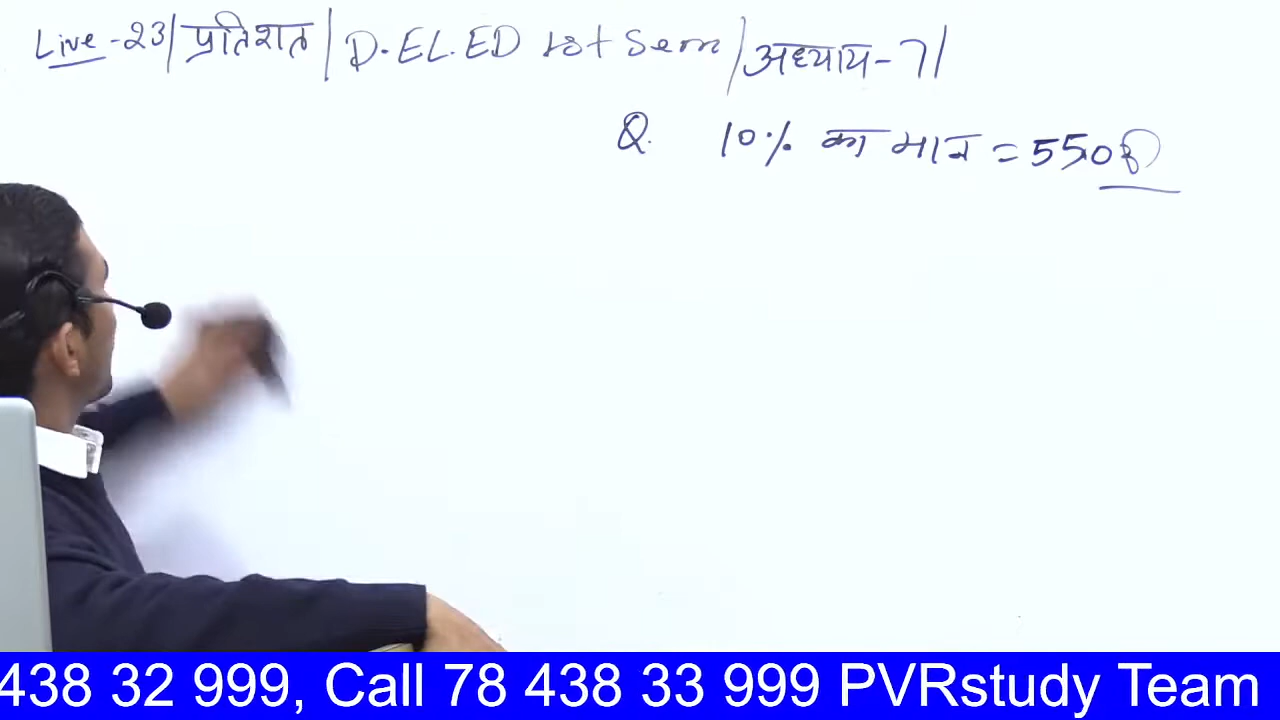 Live-23/प्रतिशत/D.EL.ED 1st Sem/अध्याय-7/
Q. 10% का मान = 550
438 32 999, Call 78 438 33 999 PVRstudy Team